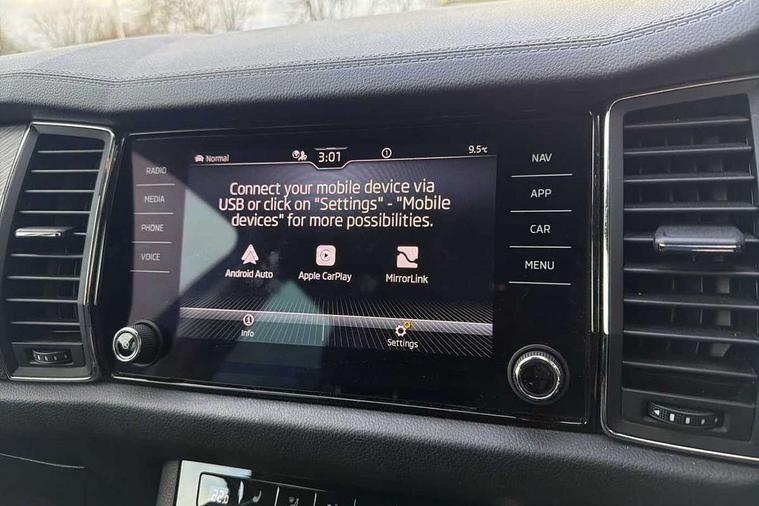 Normal
3:01
9.5°C
RADIO
MEDIA
PHONE
VOICE
Connect your mobile device via
USB or click on "Settings" - "Mobile
devices" for more possibilities.
Android Auto
Apple CarPlay
MirrorLink
Info
Settings
NAV
APP
CAR
MENU